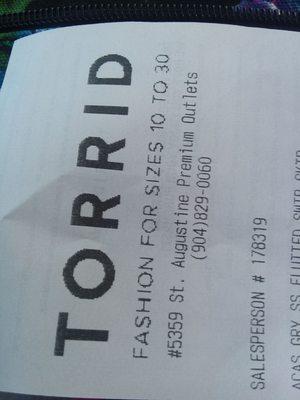 TORRID
FASHION FOR SIZES 10 TO 30
#5359 St. Augustine Premium Outlets
(904)829-0060
SALESPERSON # 178319